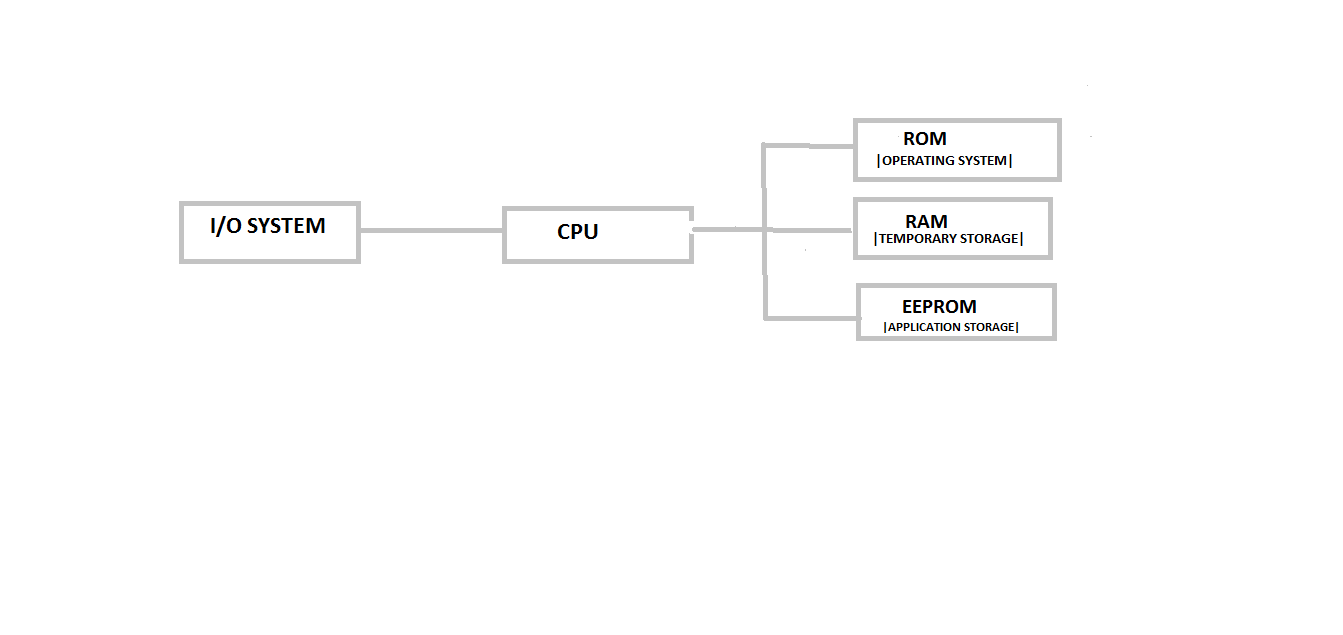 I/O SYSTEM
CPU
ROM
|OPERATING SYSTEM|
RAM
|TEMPORARY STORAGE|
EEPROM
|APPLICATION STORAGE|